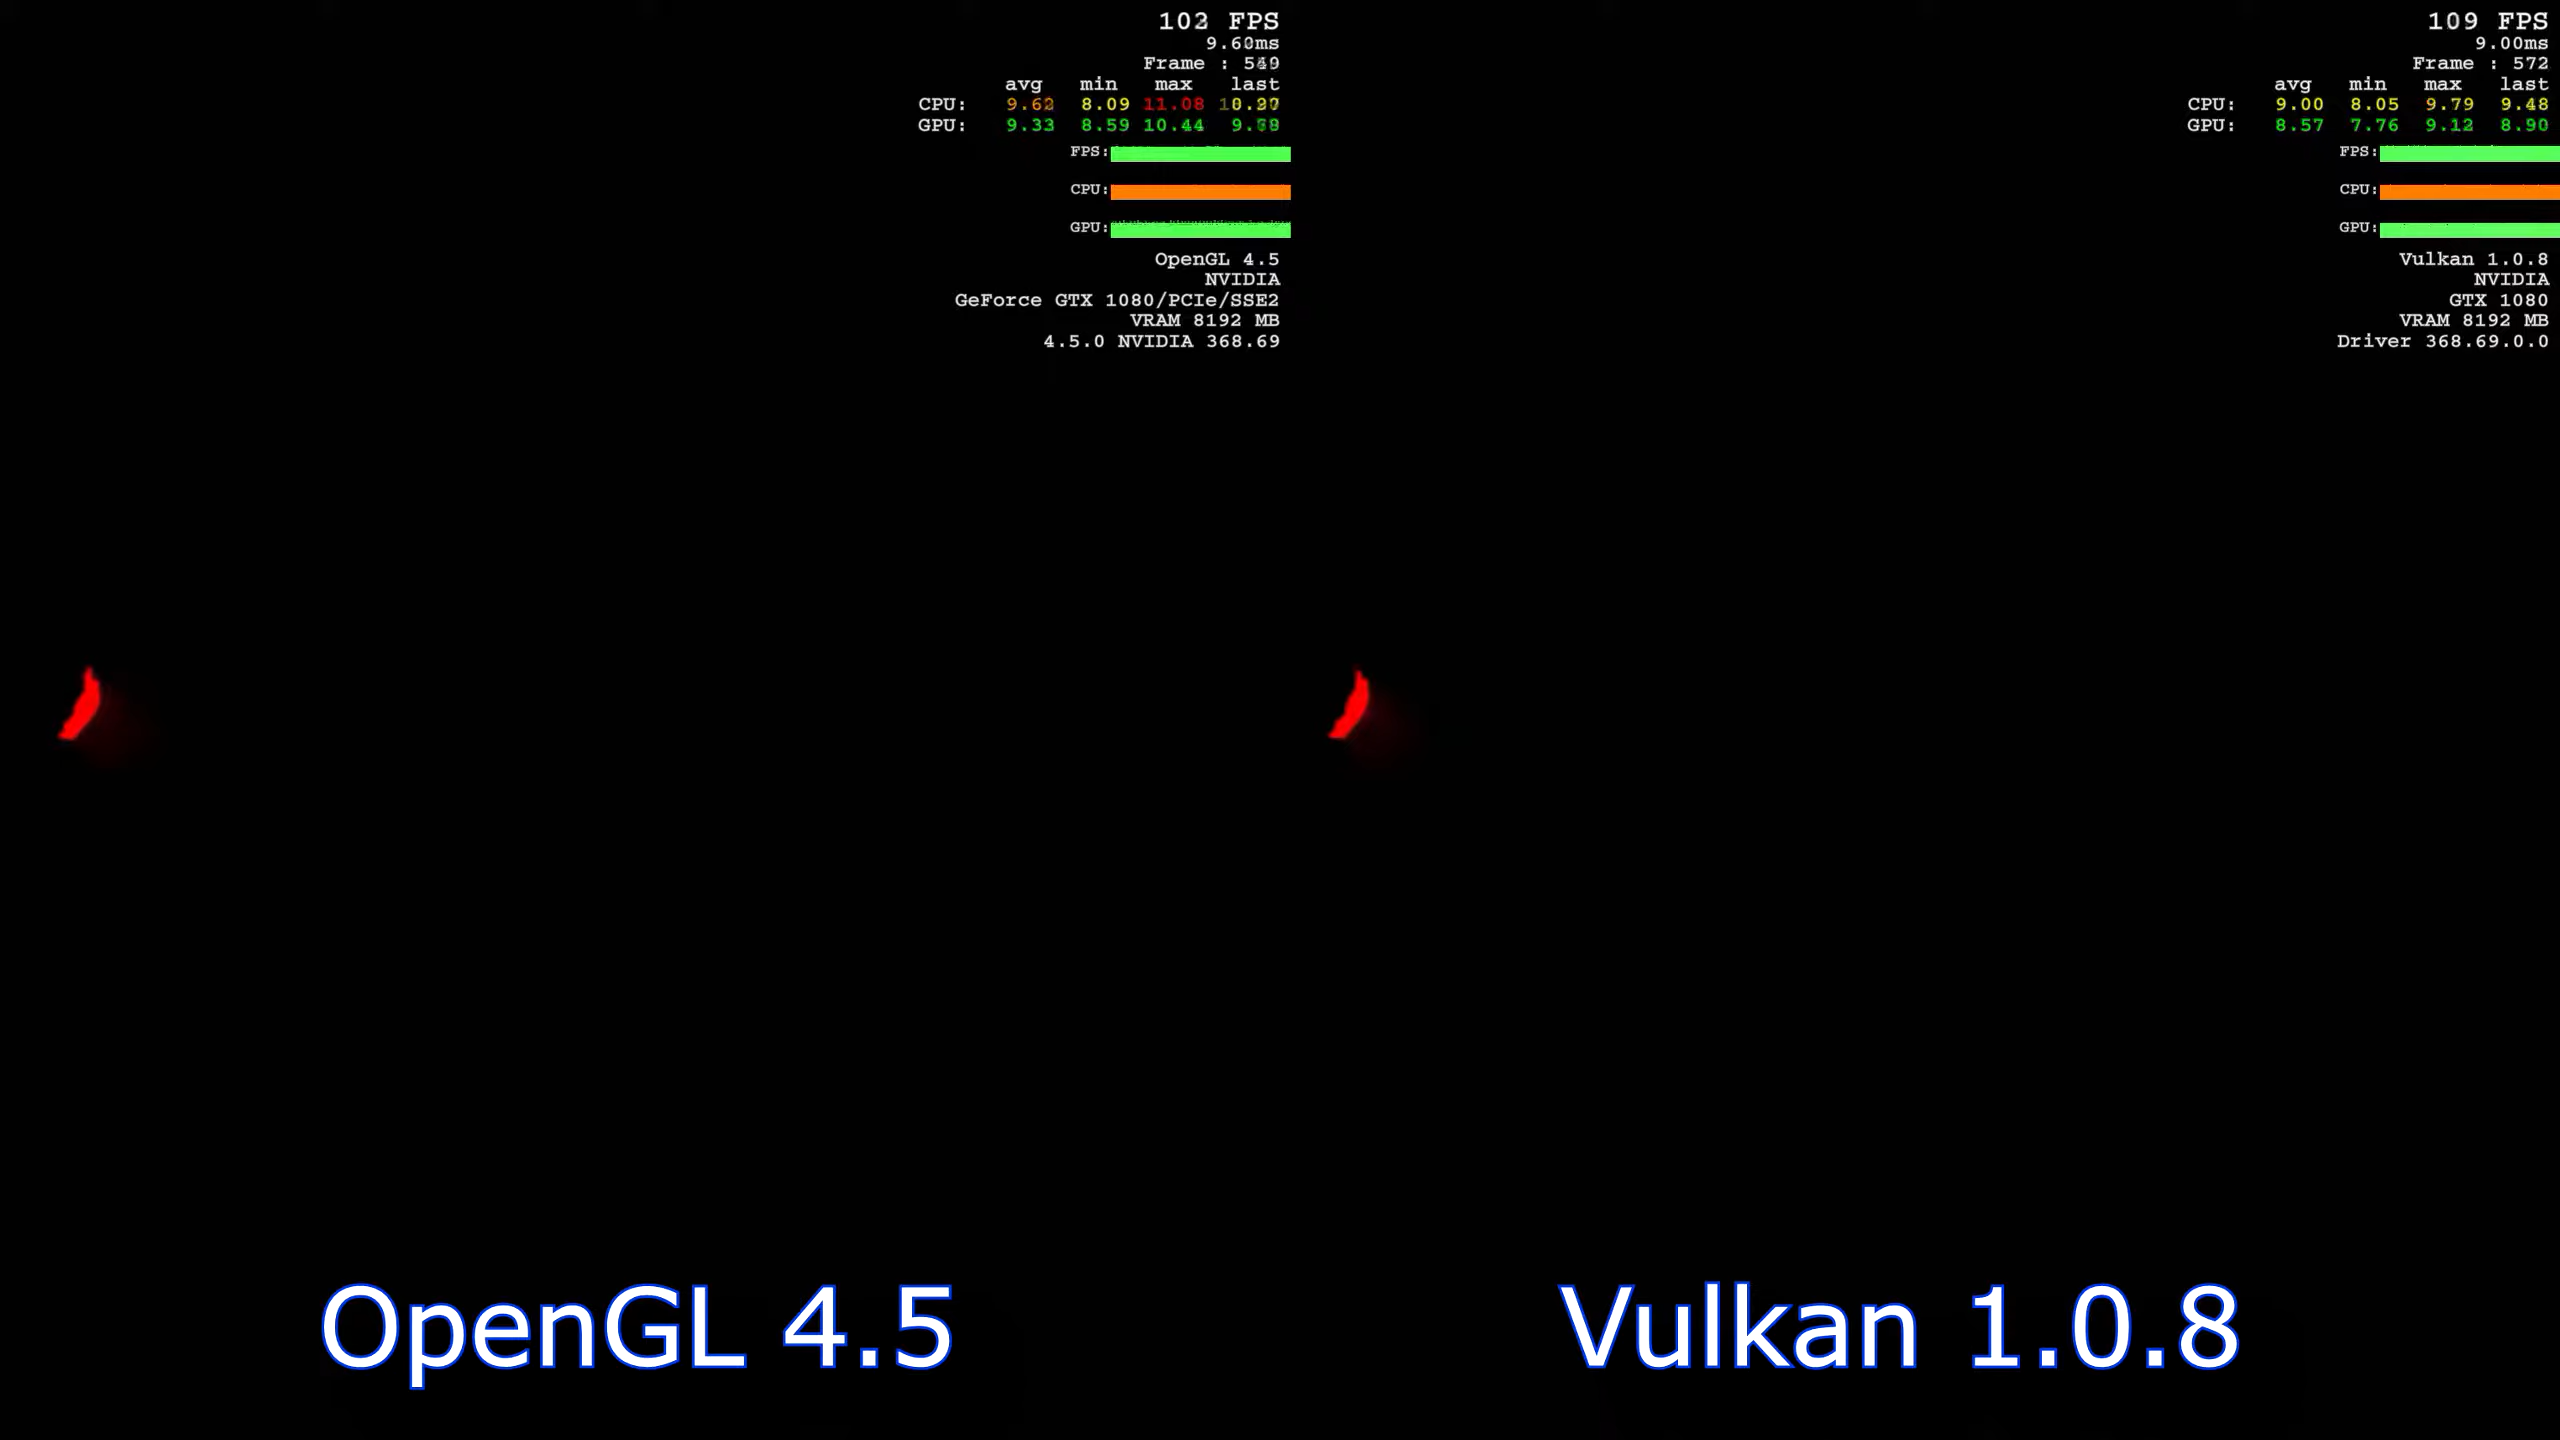 FPS
Frame :
avg min max last
CPU: 8.09 11.08
GPU: 9.33 8.59 10.44
FPS:
CPU:
GPU:
OpenGL 4.5
NVIDIA
GeForce GTX 1080/PCIe/SSE2
VRAM 8192 MB
4.5.0 NVIDIA 368.69
109 FPS
9.00ms
Frame : 572
avg min max last
CPU: 9.00 8.05 9.79 9.48
GPU: 8.57 7.76 9.12 8.90
FPS:
CPU:
GPU:
Vulkan 1.0.8
NVIDIA
GTX 1080
VRAM 8192 MB
Driver 368.69.0.0
OpenGL 4.5
Vulkan 1.0.8